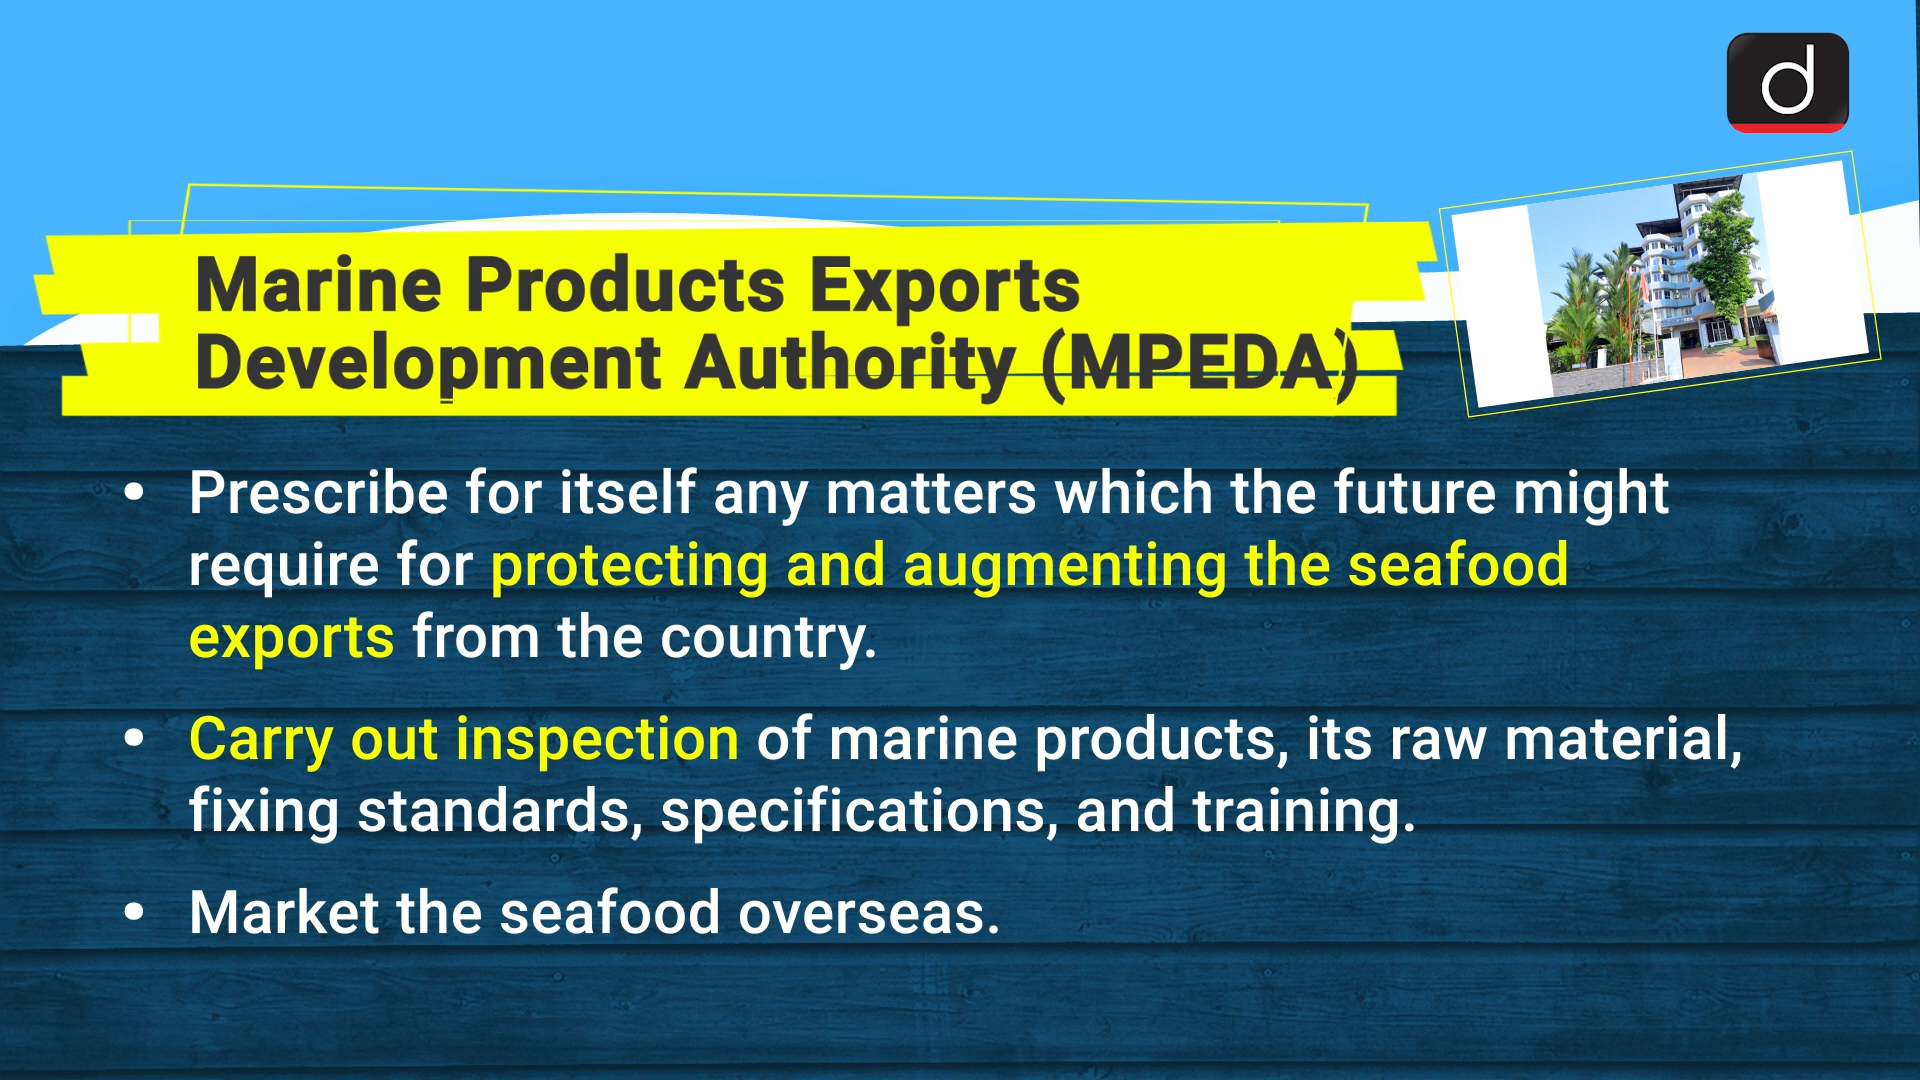 d
Marine Products Exports
Development Authority (MPEDA)
• Prescribe for itself any matters which the future might
require for protecting and augmenting the seafood
exports from the country.
• Carry out inspection of marine products, its raw material,
fixing standards, specifications, and training.
• Market the seafood overseas.